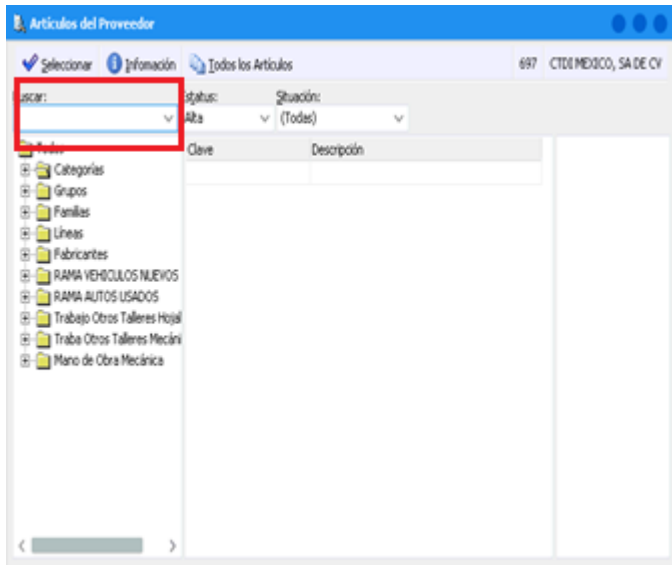 Artículos del Proveedor
Seleccionar Infomación Todos los Artículos 697 CTDI MEXICO, SA DE CV
uscar: status: Situación:
Alta (Todas)
Clave Descripción
Categorías
Grupos
Familias
Líneas
Fabricantes
RAMA VEHICULOS NUEVOS
RAMA AUTOS USADOS
Trabajo Otros Talleres Hojal
Traba Otros Talleres Mecáni
Mano de Obra Mecánica